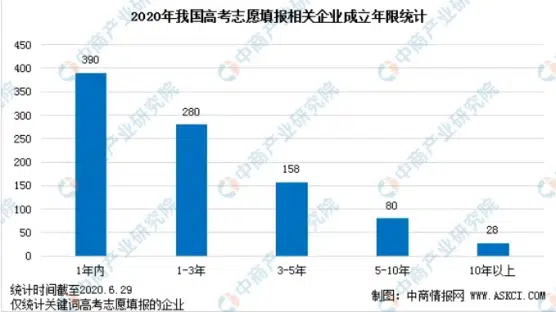 2020年我国高考志愿填报相关企业成立年限统计
450
400
350
300
250
200
150
100
50
0
390
280
158
80
28
1年内
1-3年
3-5年
5-10年
10年以上
统计时间截至2020.6.29
仅统计关键词高考志愿填报的企业
制图：中商情报网 www.ASKCI.COM
中商产业研究院